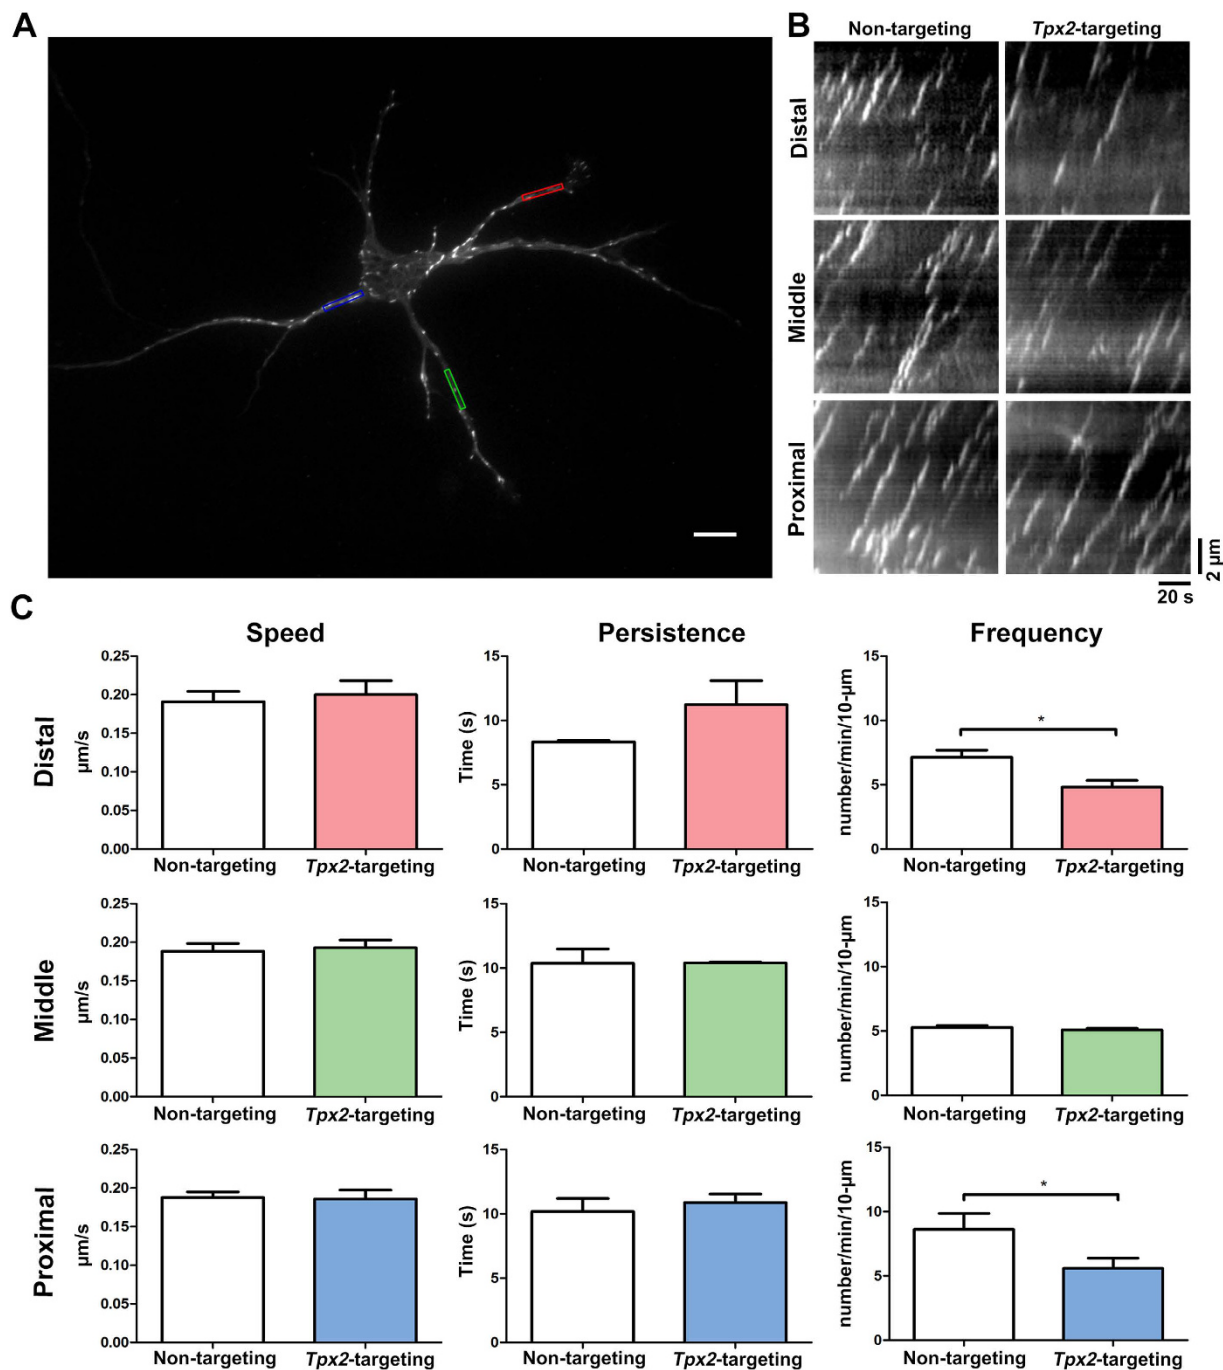 A
B
Non-targeting
Tpx2-targeting
Distal
Middle
Proximal
2 µm
20 s
C
Speed
Persistence
Frequency
Distal
µm/s
0.25
0.20
0.15
0.10
0.05
0.00
Non-targeting
Tpx2-targeting
Time (s)
15
10
5
0
Non-targeting
Tpx2-targeting
number/min/10-µm
15
10
5
0
*
Non-targeting
Tpx2-targeting
Middle
µm/s
0.25
0.20
0.15
0.10
0.05
0.00
Non-targeting
Tpx2-targeting
Time (s)
15
10
5
0
Non-targeting
Tpx2-targeting
number/min/10-µm
15
10
5
0
Non-targeting
Tpx2-targeting
Proximal
µm/s
0.25
0.20
0.15
0.10
0.05
0.00
Non-targeting
Tpx2-targeting
Time (s)
15
10
5
0
Non-targeting
Tpx2-targeting
number/min/10-µm
15
10
5
0
*
Non-targeting
Tpx2-targeting